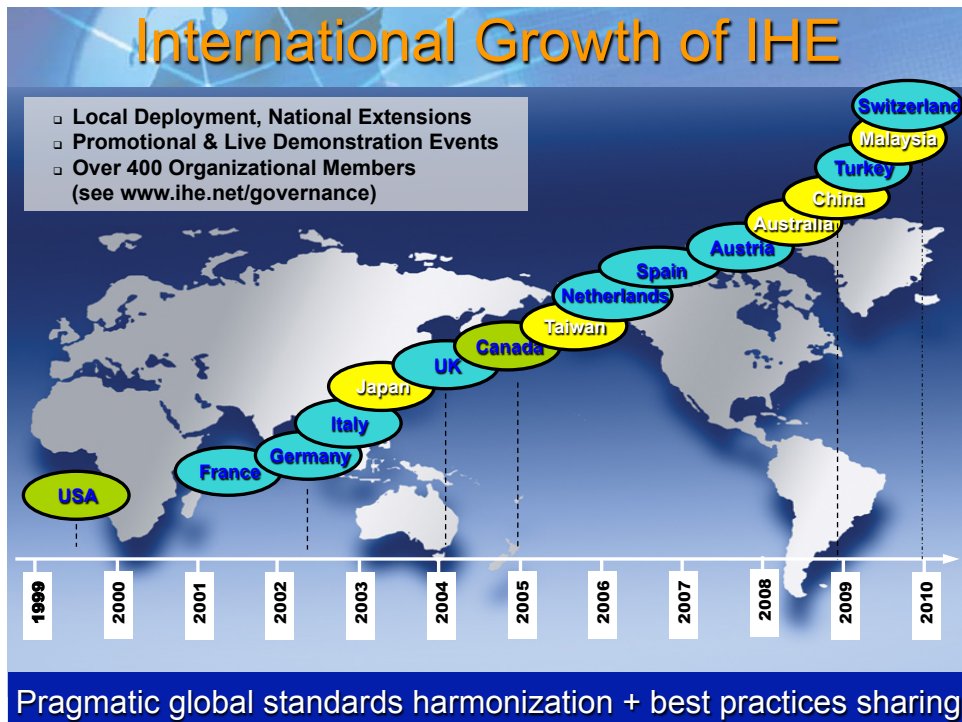 International Growth of IHE
❑ Local Deployment, National Extensions
❑ Promotional & Live Demonstration Events
❑ Over 400 Organizational Members
(see www.ihe.net/governance)
Switzerland
Malaysia
Turkey
China
Australia
Austria
Spain
Netherlands
Taiwan
Canada
UK
Japan
Italy
Germany
France
USA
1999
2000
2001
2002
2003
2004
2005
2006
2007
2008
2009
2010
Pragmatic global standards harmonization + best practices sharing